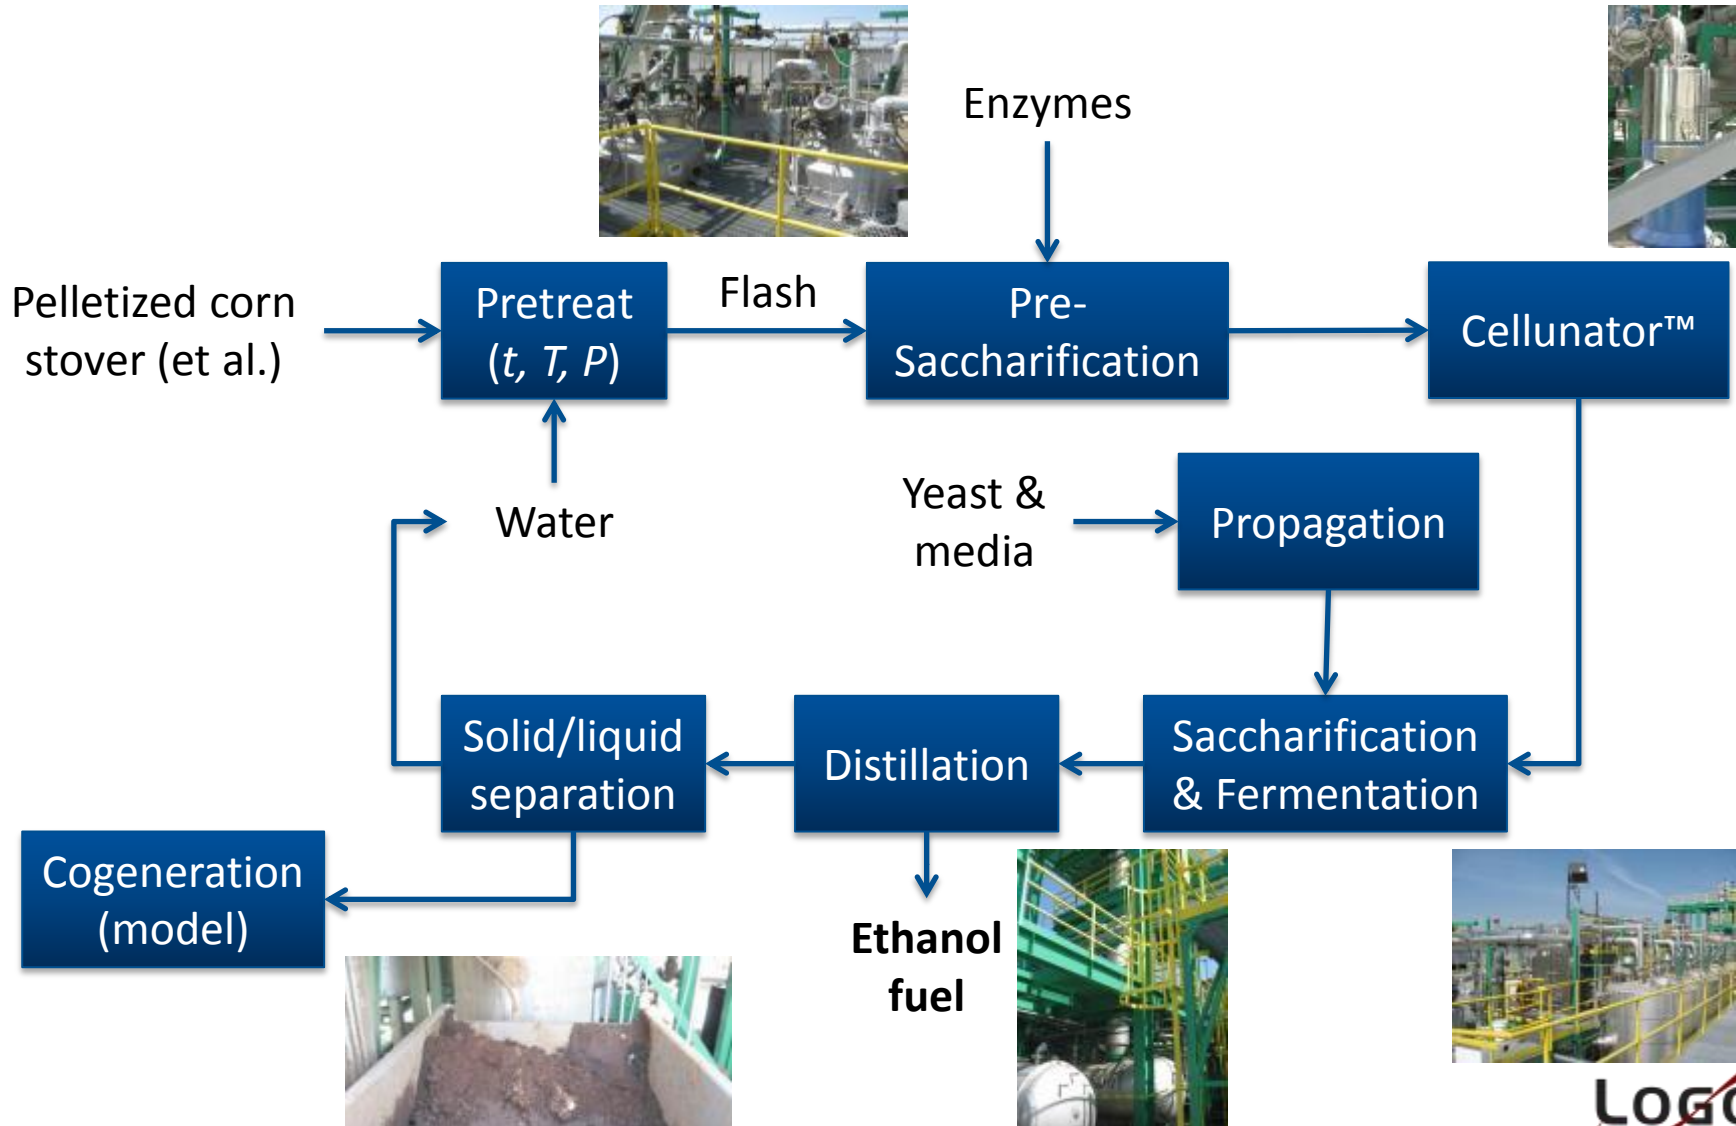 Enzymes
Pelletized corn
stover (et al.)
Pretreat
(t, T, P)
Flash
Pre-
Saccharification
Cellunator™
Water
Yeast &
media
Propagation
Solid/liquid
separation
Distillation
Saccharification
& Fermentation
Cogeneration
(model)
Ethanol
fuel